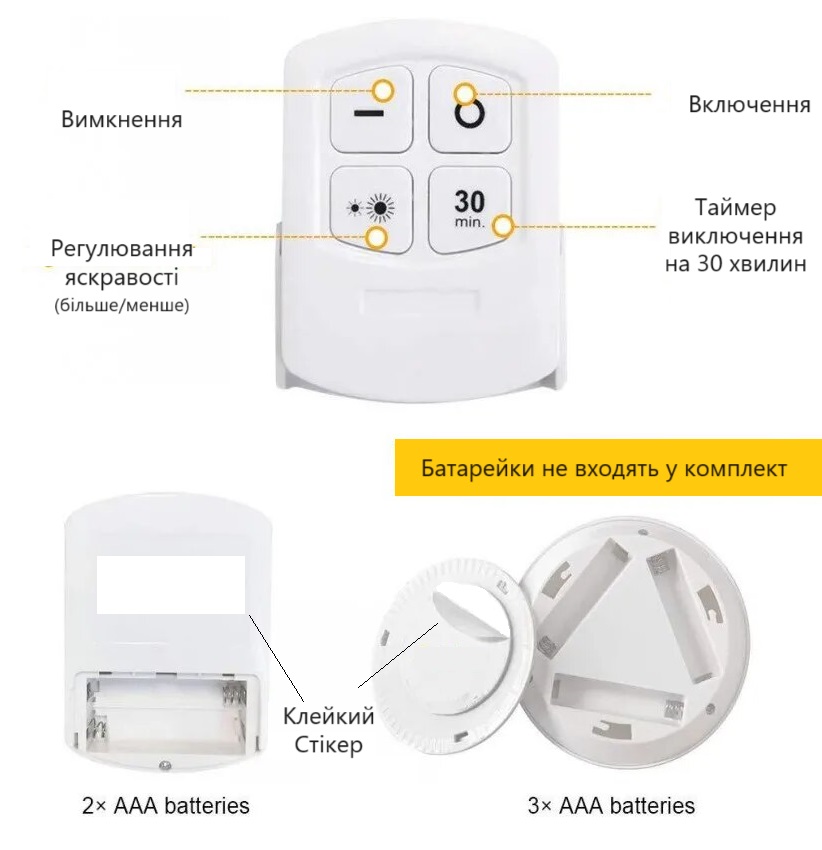 Вимкнення
Включення
30
min.
Регулювання
яскравості
(більше/менше)
Таймер
виключення
на 30 хвилин
Батарейки не входять у комплект
Клейкий
Стікер
2× AAA batteries
3× AAA batteries